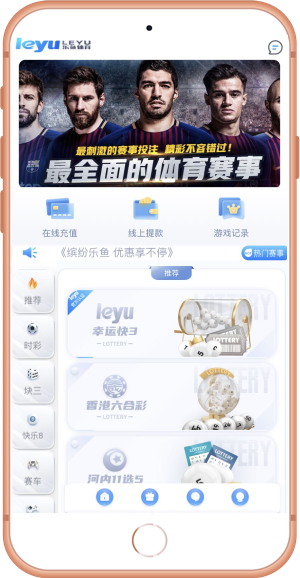 leyu LEYU
乐鱼体育
最刺激的赛事投注 精彩不容错过!
最全面的体育赛事
在线充值
线上提款
游戏记录
《缤纷乐鱼 优惠享不停》
热门赛事
推荐
推荐
时彩
块三
快乐8
赛车
leyu
幸运快3
LOTTERY
香港六合彩
LOTTERY
河内11选5
LOTTERY